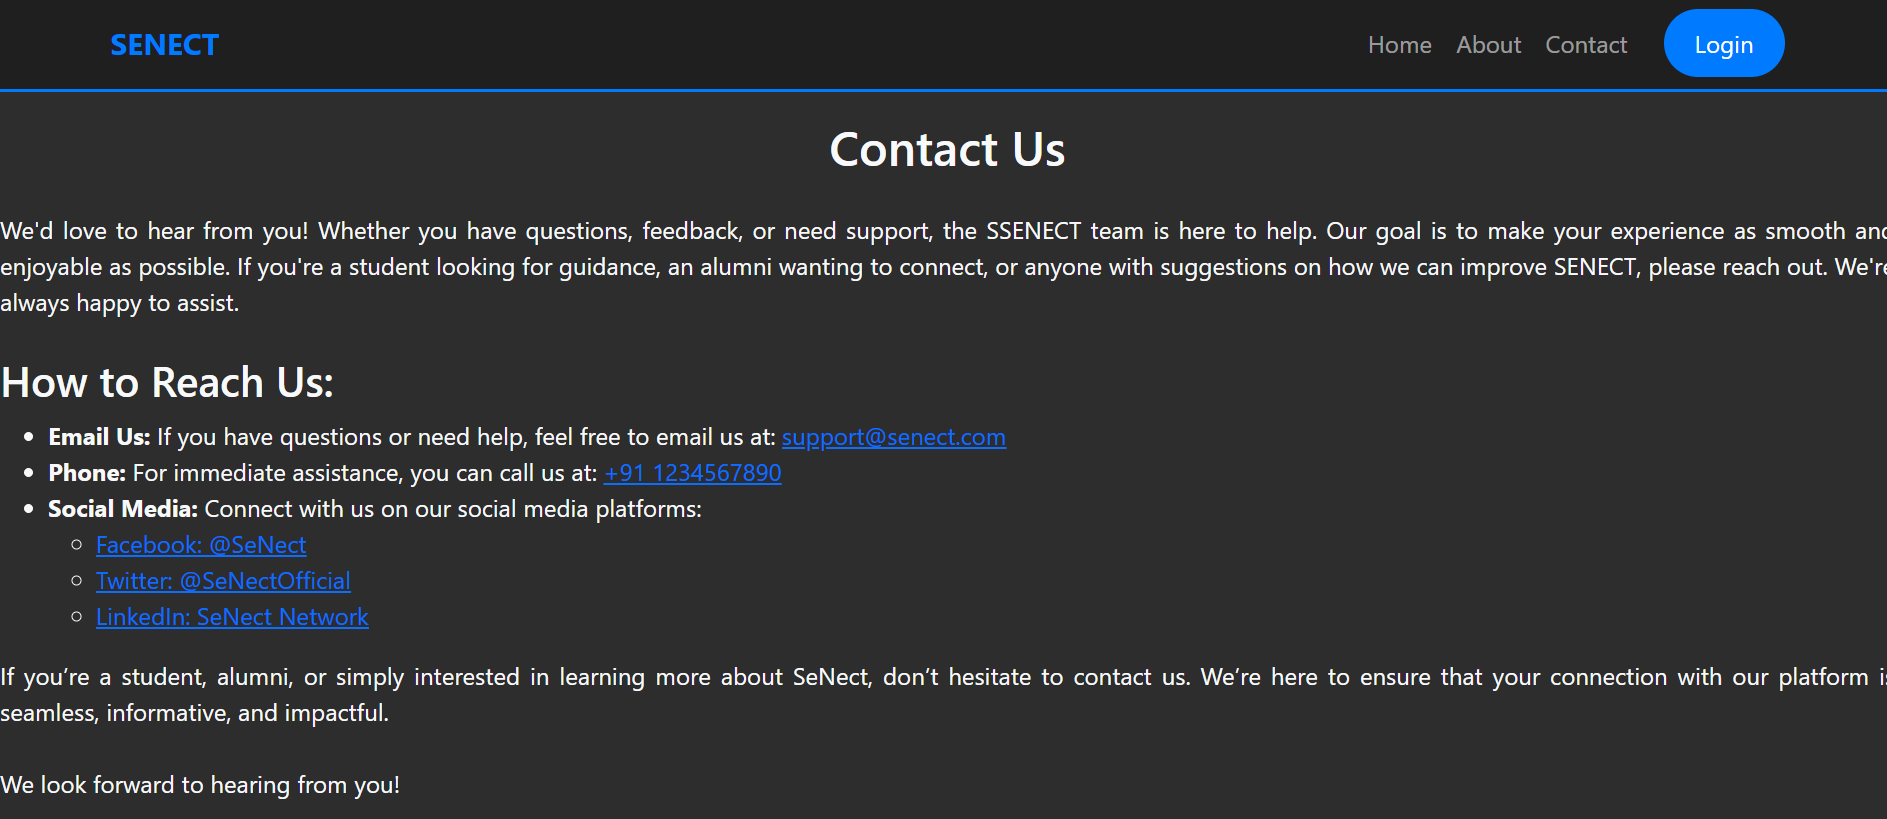 SENECT
Home About Contact Login
Contact Us
We'd love to hear from you! Whether you have questions, feedback, or need support, the SSENECT team is here to help. Our goal is to make your experience as smooth and
enjoyable as possible. If you're a student looking for guidance, an alumni wanting to connect, or anyone with suggestions on how we can improve SENECT, please reach out. We're
always happy to assist.
How to Reach Us:
Email Us: If you have questions or need help, feel free to email us at: support@senect.com
Phone: For immediate assistance, you can call us at: +91 1234567890
Social Media: Connect with us on our social media platforms:
Facebook: @SeNect
Twitter: @SeNectOfficial
LinkedIn: SeNect Network
If you’re a student, alumni, or simply interested in learning more about SeNect, don’t hesitate to contact us. We’re here to ensure that your connection with our platform is
seamless, informative, and impactful.
We look forward to hearing from you!